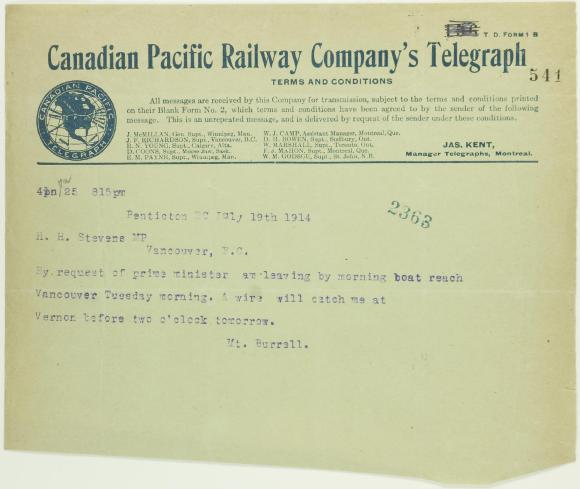 T. D. FORM 1 B
Canadian Pacific Railway Company's Telegraph
541
TERMS AND CONDITIONS
CANADIAN PACIFIC
TELEGRAPH
All messages are received by this Company for transmission, subject to the terms and conditions printed
on their Blank Form No. 2, which terms and conditions have been agreed to by the sender of the following
message. This is an unrepeated message, and is delivered by request of the sender under these conditions.
J. McMILLAN, Gen. Supt., Winnipeg, Man.
J. F. RICHARDSON, Supt., Vancouver, B.C.
R. N. YOUNG, Supt., Calgary, Alta.
D. COONS, Supt., Moose Jaw, Sask.
E. M. PAYNE, Supt., Winnipeg, Man.
W. J. CAMP, Assistant Manager, Montreal, Que.
D. H. BOWEN, Supt., Sudbury, Ont.
W. MARSHALL, Supt., Toronto, Ont.
F. J. MAHON, Supt., Montreal, Que.
W. M. GODSOE, Supt., St. John, N.B.
JAS. KENT,
Manager Telegraphs, Montreal.
25 815pm
Penticton BC July 19th 1914
2363
H. H. Stevens MP
Vancouver, B.C.
By request of prime minister am leaving by morning boat reach
Vancouver Tuesday morning. A wire will catch me at
Vernon before two o'clock tomorrow.
Mt. Burrell.